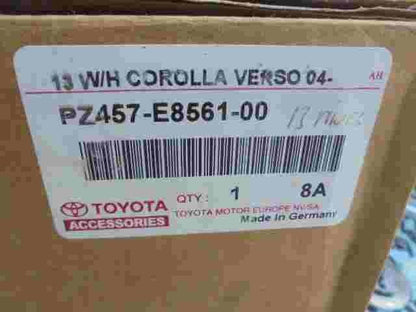 13 W/H COROLLA VERSO 04- AH
PZ457-E8561-00 13
QTY: 1 8A
TOYOTA
ACCESSORIES
TOYOTA MOTOR EUROPE NV/SA
Made In Germany